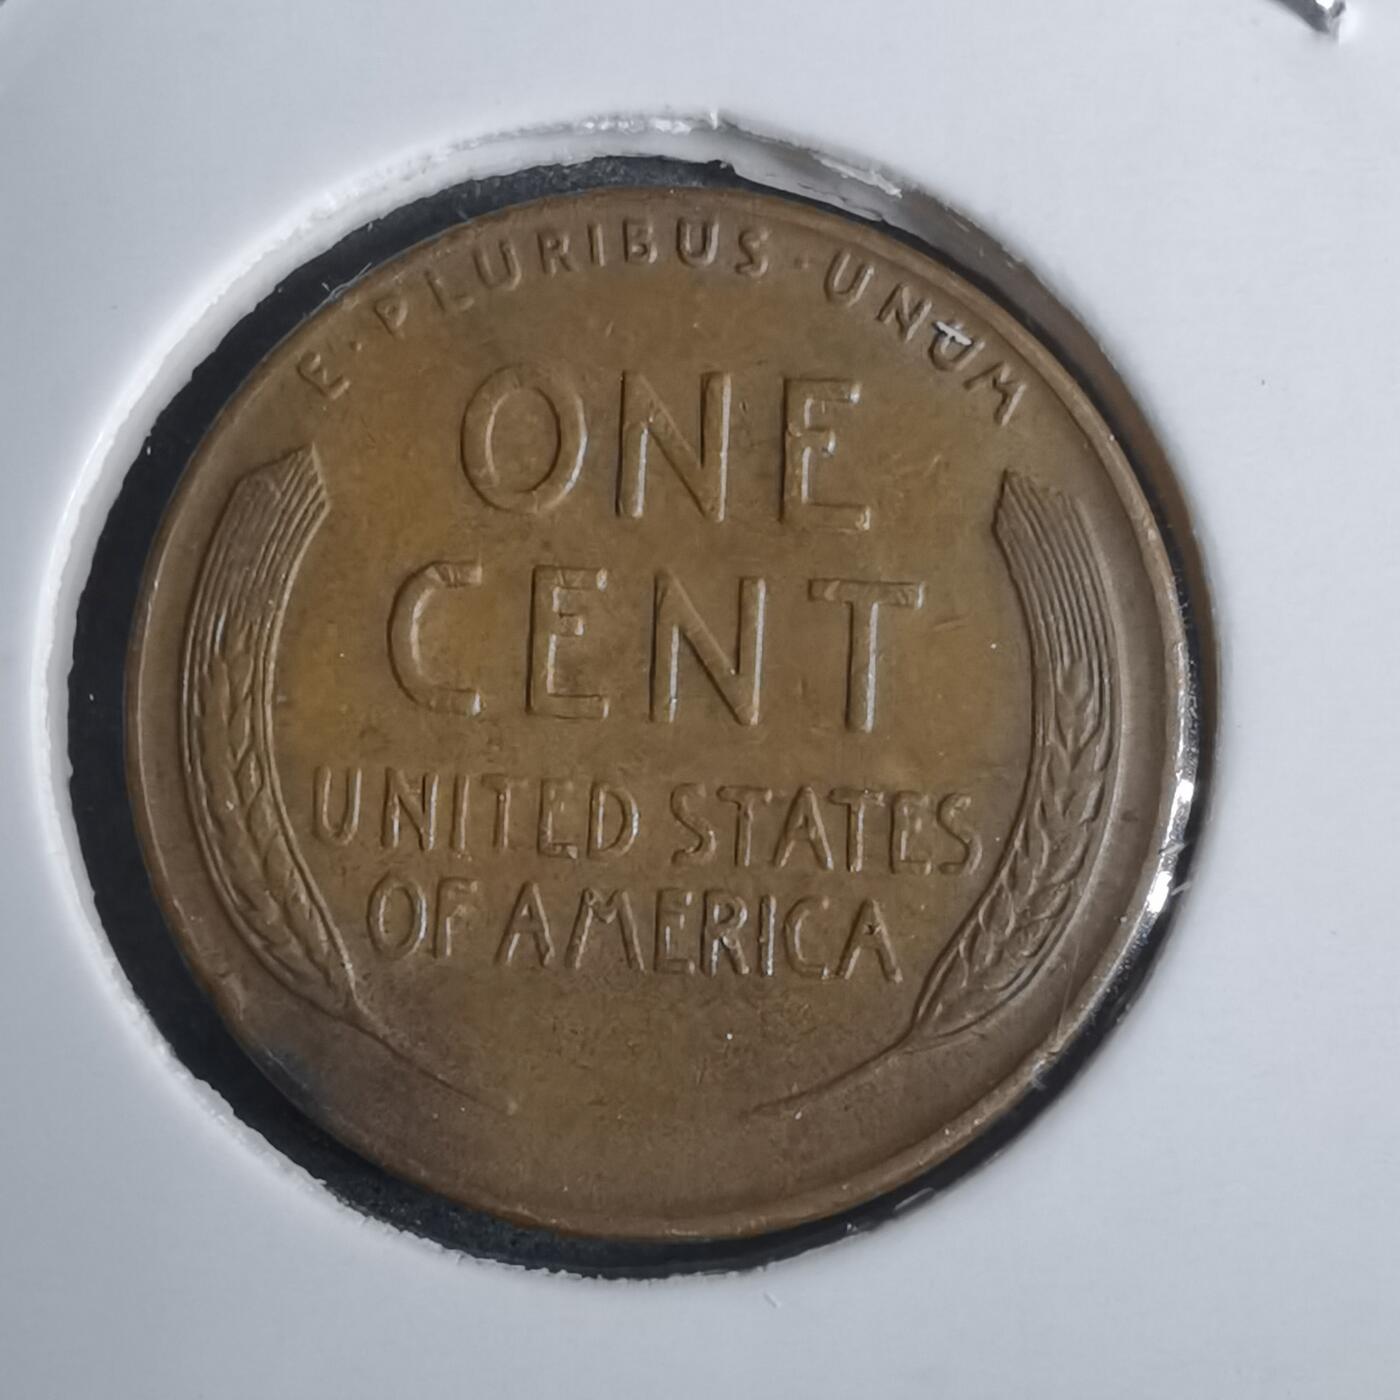 E·PLURIBUS·UNUM
ONE
CENT
UNITED STATES
OF AMERICA